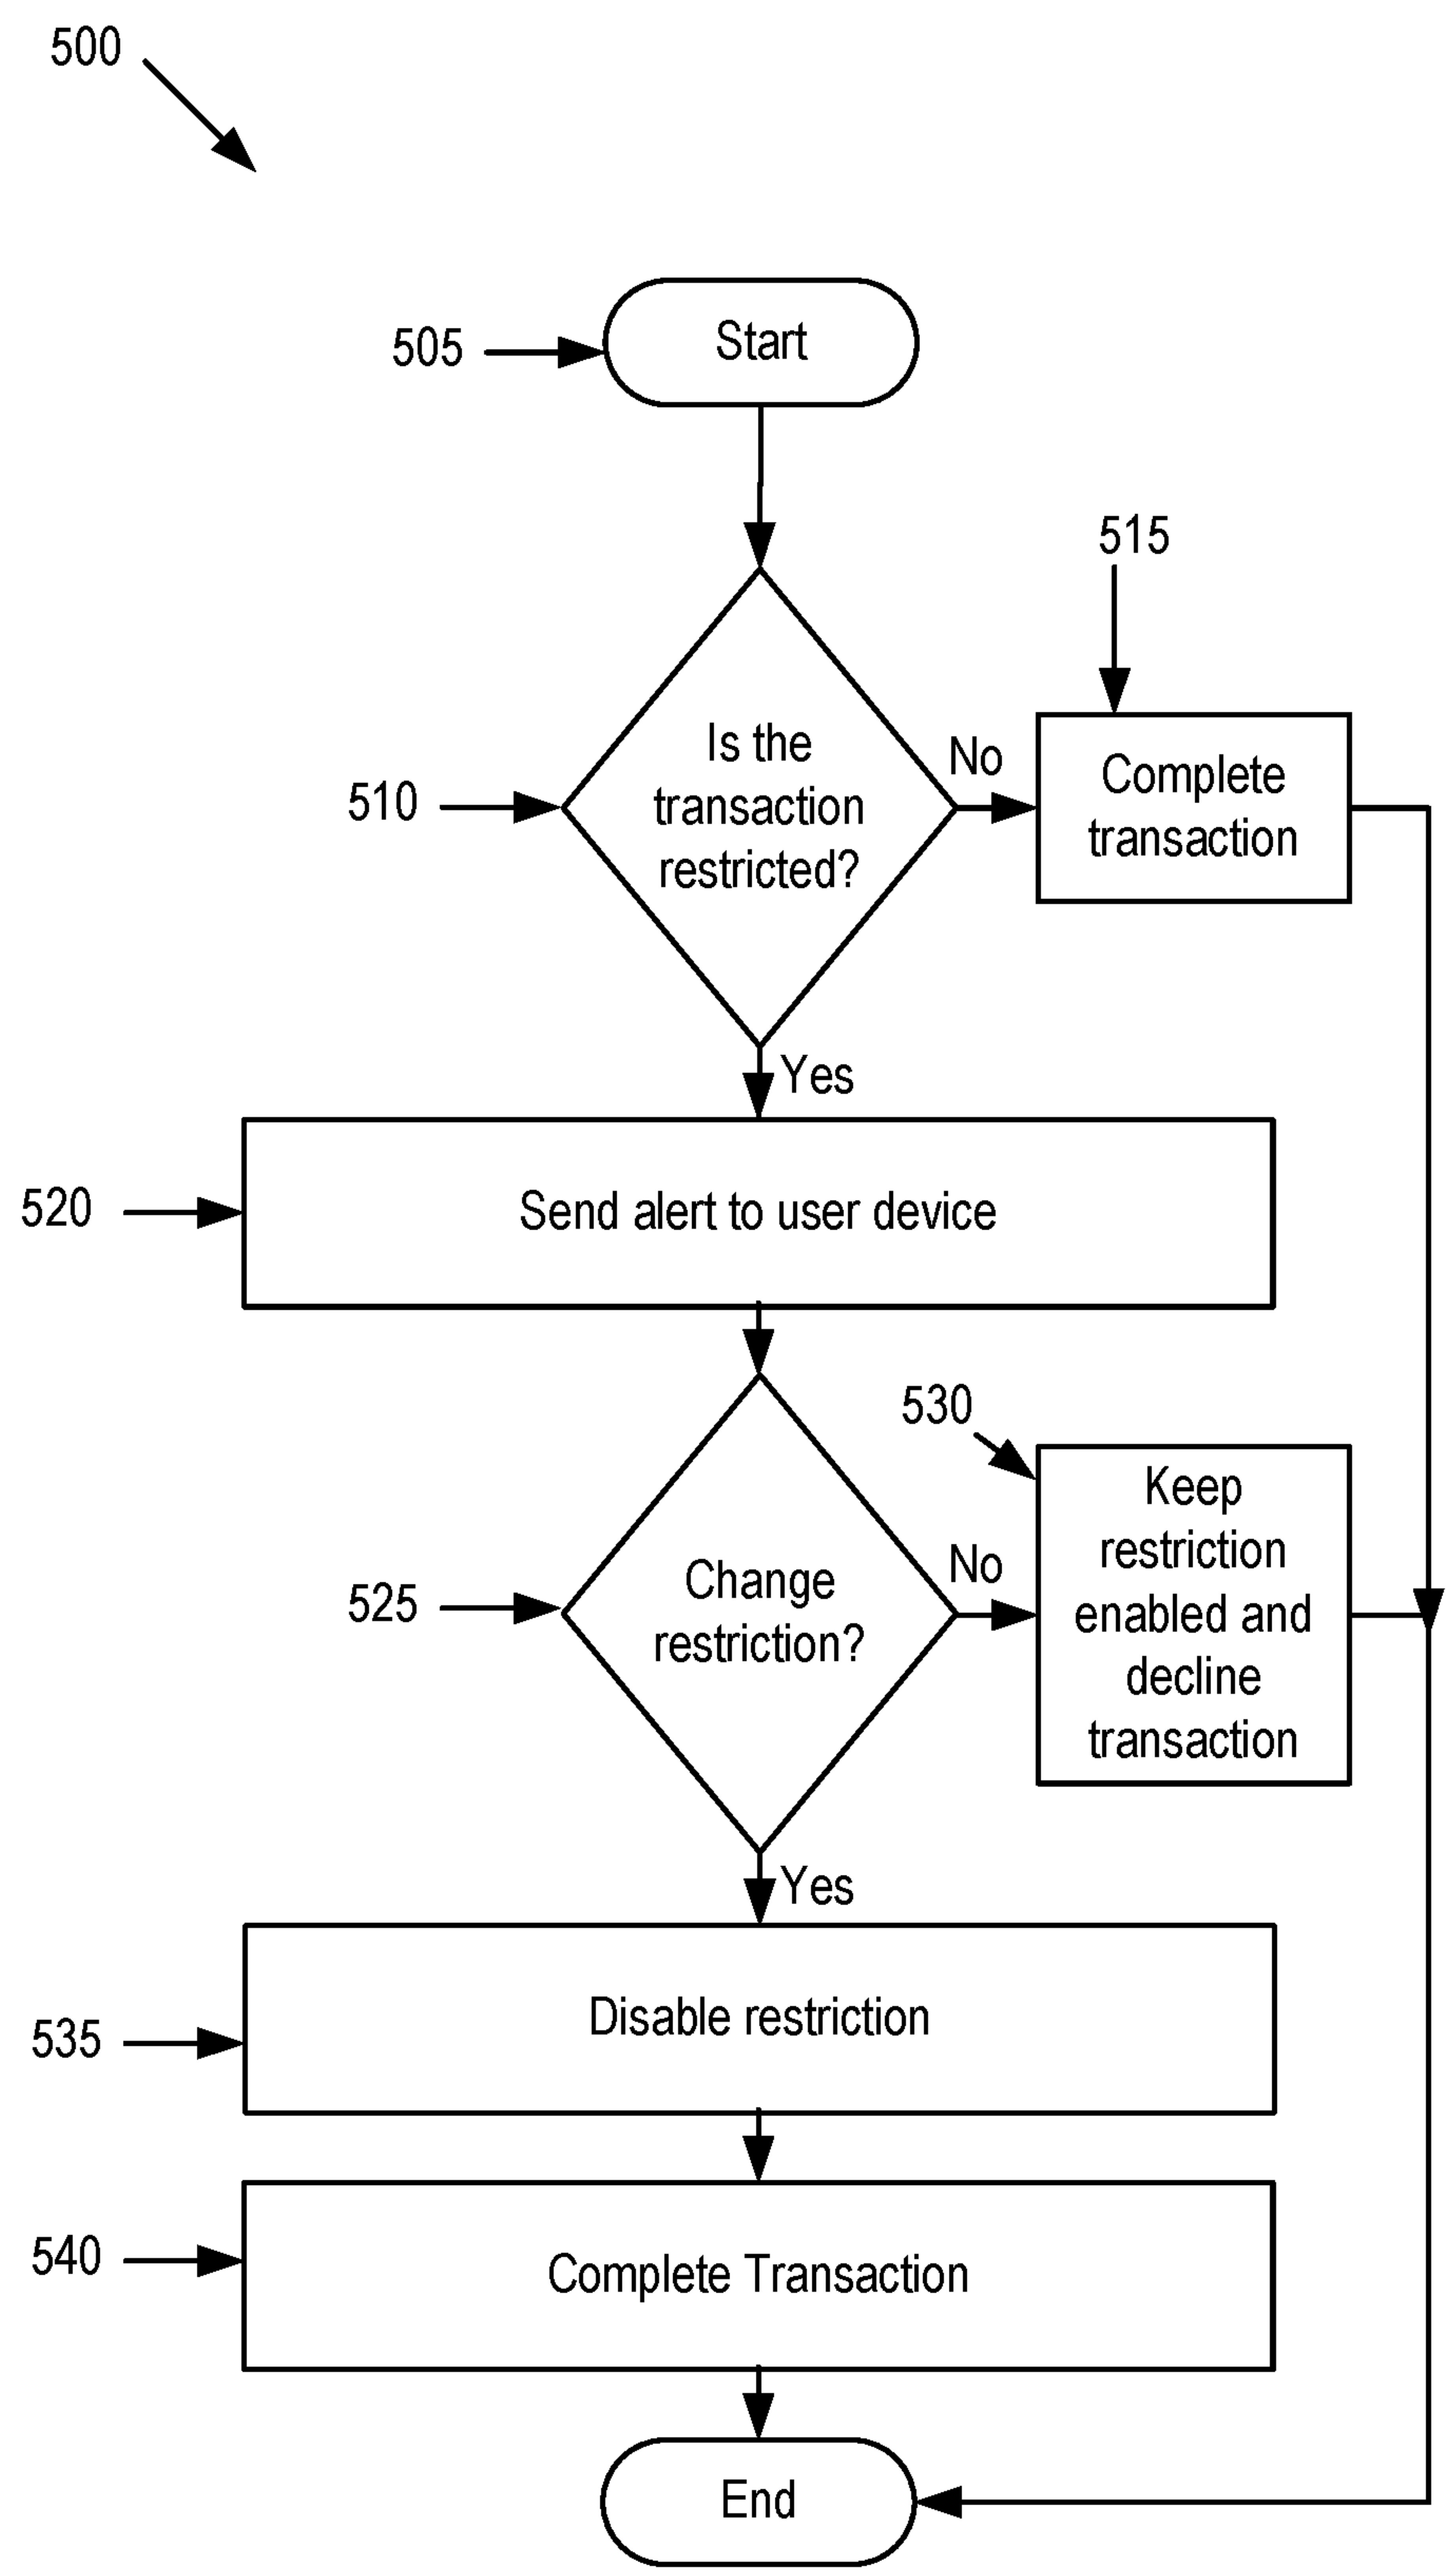 500
505
Start
515
510
Is the
transaction
restricted?
No
Complete
transaction
Yes
520
Send alert to user device
530
525
Change
restriction?
No
Keep
restriction
enabled and
decline
transaction
Yes
535
Disable restriction
540
Complete Transaction
End